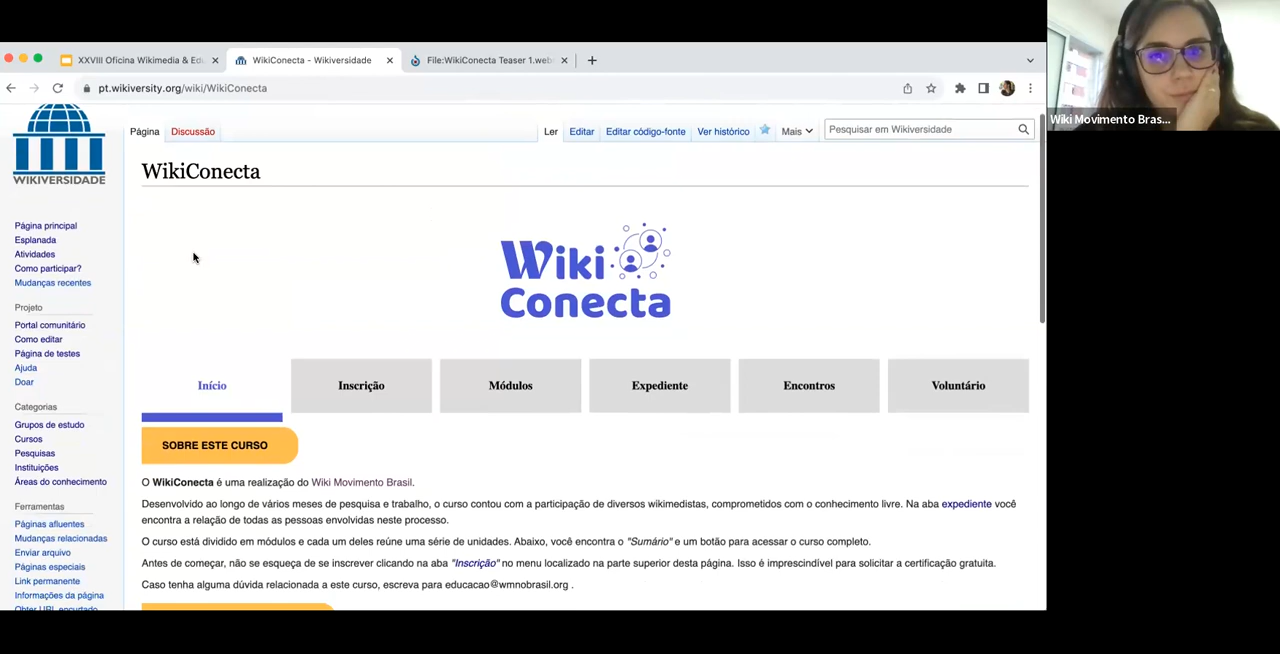 XXVIII Oficina Wikimedia & Edu
WikiConecta - Wikiversidade
File:WikiConecta Teaser 1.web
pt.wikiversity.org/wiki/WikiConecta
Wiki Movimento Bras...
WIKIVERSIDADE
Página
Discussão
Ler
Editar
Editar código-fonte
Ver histórico
Mais
Pesquisar em Wikiversidade
WikiConecta
Wiki
Conecta
Página principal
Esplanada
Atividades
Como participar?
Mudanças recentes
Projeto
Portal comunitário
Como editar
Página de testes
Ajuda
Doar
Categorias
Grupos de estudo
Cursos
Pesquisas
Instituições
Áreas do conhecimento
Ferramentas
Páginas afluentes
Mudanças relacionadas
Enviar arquivo
Páginas especiais
Link permanente
Informações da página
Obter URL encurtado
Início
Inscrição
Módulos
Expediente
Encontros
Voluntário
SOBRE ESTE CURSO
O WikiConecta é uma realização do Wiki Movimento Brasil.
Desenvolvido ao longo de vários meses de pesquisa e trabalho, o curso contou com a participação de diversos wikimedistas, comprometidos com o conhecimento livre. Na aba expediente você
encontra a relação de todas as pessoas envolvidas neste processo.
O curso está dividido em módulos e cada um deles reúne uma série de unidades. Abaixo, você encontra o "Sumário" e um botão para acessar o curso completo.
Antes de começar, não se esqueça de se inscrever clicando na aba "Inscrição" no menu localizado na parte superior desta página. Isso é imprescindível para solicitar a certificação gratuita.
Caso tenha alguma dúvida relacionada a este curso, escreva para educacao@wmnobrasil.org .